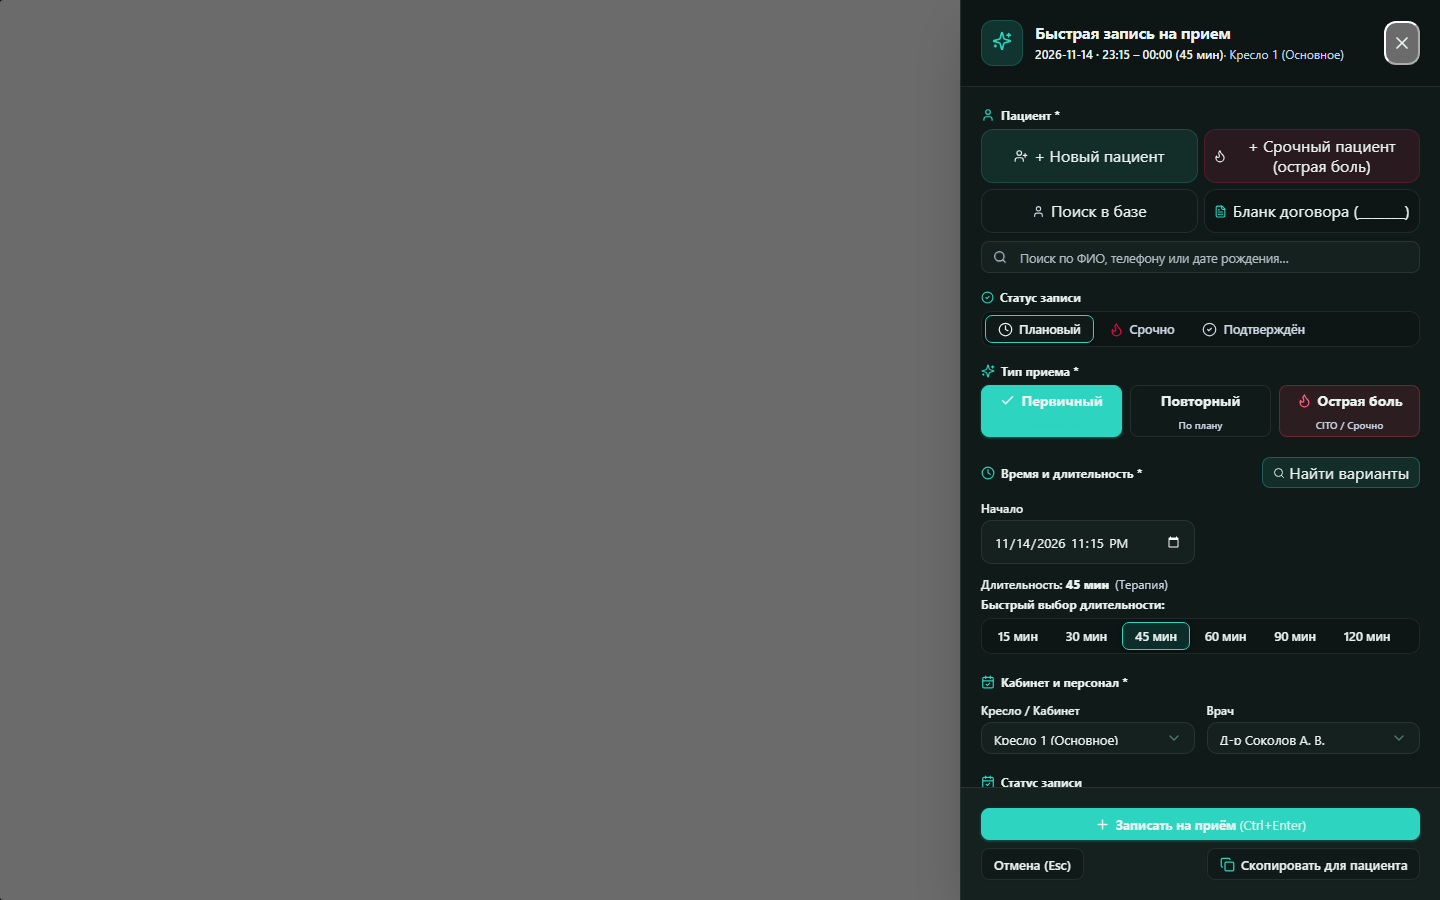 Быстрая запись на прием
2026-11-14 · 23:15 – 00:00 (45 мин)· Кресло 1 (Основное)
Пациент *
+ Новый пациент
+ Срочный пациент
(острая боль)
Поиск в базе
Бланк договора (______)
Поиск по ФИО, телефону или дате рождения...
Статус записи
Плановый
Срочно
Подтверждён
Тип приема *
Первичный
Повторный
По плану
Острая боль
CITO / Срочно
Время и длительность *
Найти варианты
Начало
11/14/2026 11:15 PM
Длительность: 45 мин (Терапия)
Быстрый выбор длительности:
15 мин
30 мин
45 мин
60 мин
90 мин
120 мин
Кабинет и персонал *
Кресло / Кабинет
Врач
Кресло 1 (Основное)
Д-р Соколов А. В.
Статус записи
+ Записать на приём (Ctrl+Enter)
Отмена (Esc)
Скопировать для пациента